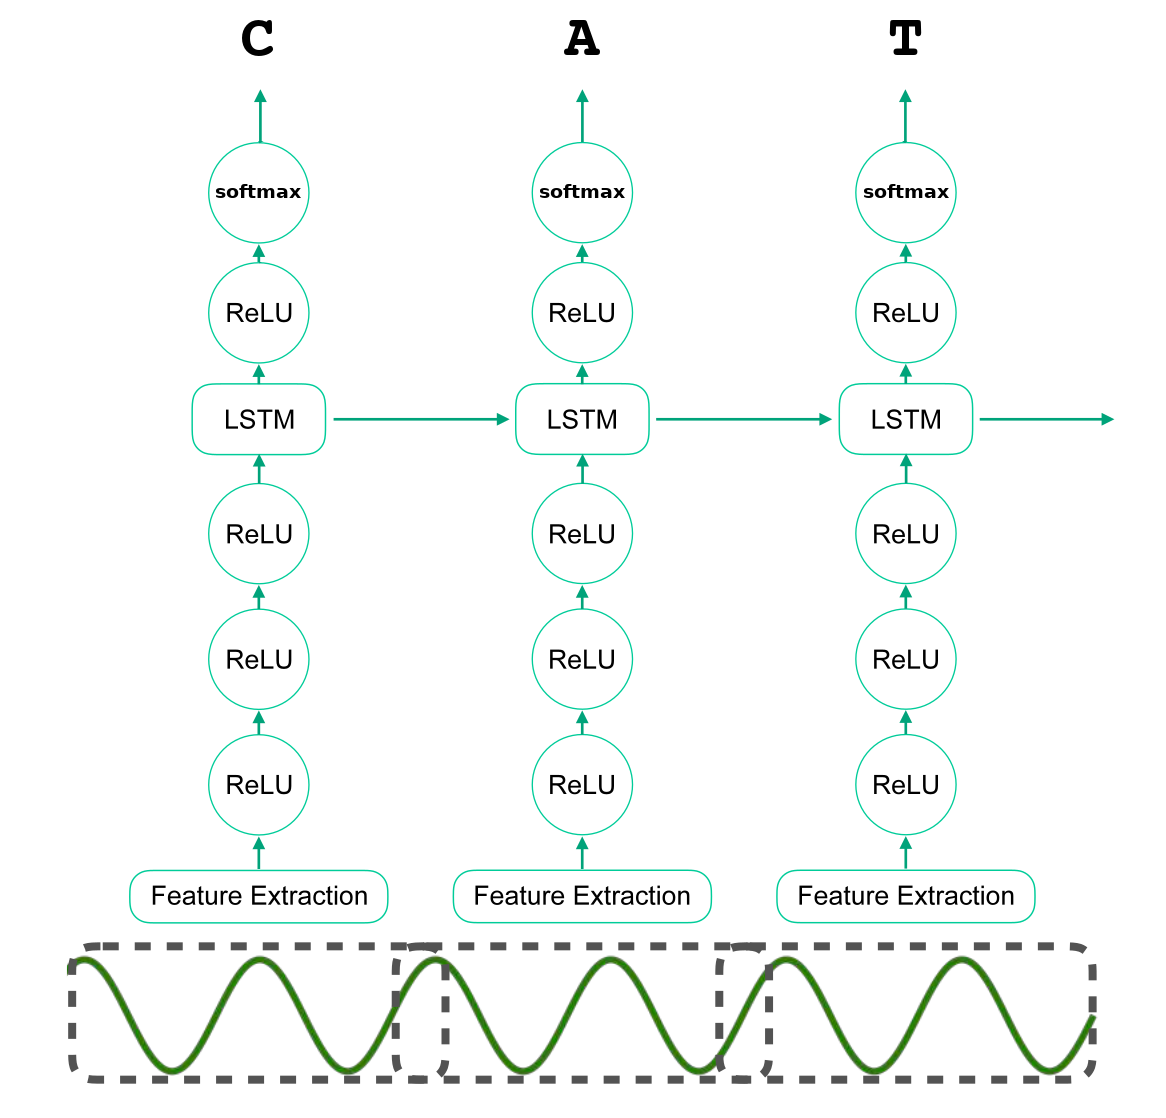 C A T
softmax softmax softmax
ReLU ReLU ReLU
LSTM LSTM LSTM
ReLU ReLU ReLU
ReLU ReLU ReLU
ReLU ReLU ReLU
Feature Extraction Feature Extraction Feature Extraction